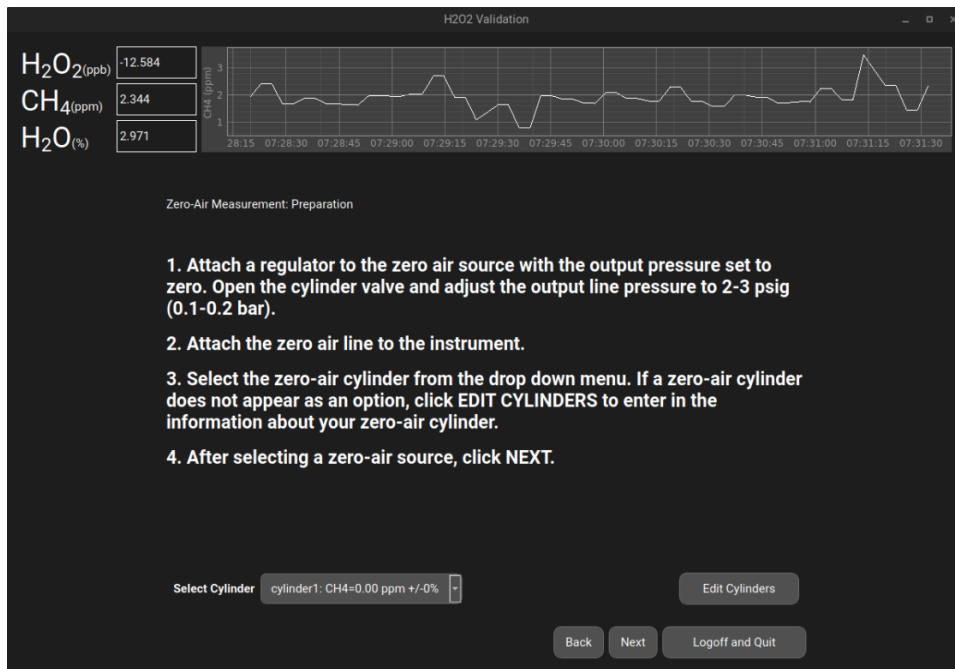 H2O2 Validation
H2O2(ppb) -12.584
CH4(ppm) 2.344
H2O(%) 2.971
CH4 (ppm)
3
2
1
28:15 07:28:30 07:28:45 07:29:00 07:29:15 07:29:30 07:29:45 07:30:00 07:30:15 07:30:30 07:30:45 07:31:00 07:31:15 07:31:30
Zero-Air Measurement: Preparation
1. Attach a regulator to the zero air source with the output pressure set to
zero. Open the cylinder valve and adjust the output line pressure to 2-3 psig
(0.1-0.2 bar).
2. Attach the zero air line to the instrument.
3. Select the zero-air cylinder from the drop down menu. If a zero-air cylinder
does not appear as an option, click EDIT CYLINDERS to enter in the
information about your zero-air cylinder.
4. After selecting a zero-air source, click NEXT.
Select Cylinder cylinder1: CH4=0.00 ppm +/-0% Edit Cylinders
Back Next Logoff and Quit